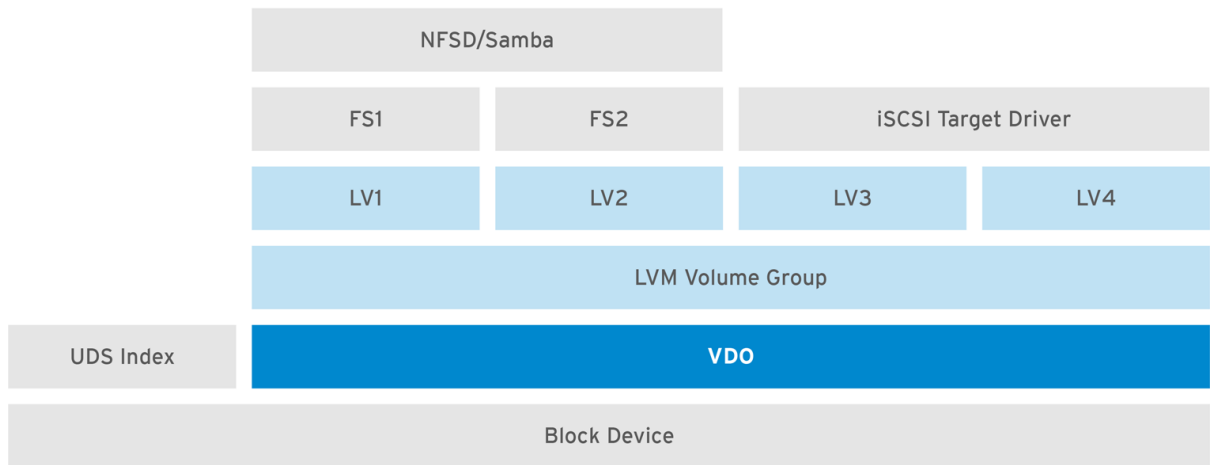 NFSD/Samba
FS1
FS2
iSCSI Target Driver
LV1
LV2
LV3
LV4
LVM Volume Group
UDS Index
VDO
Block Device